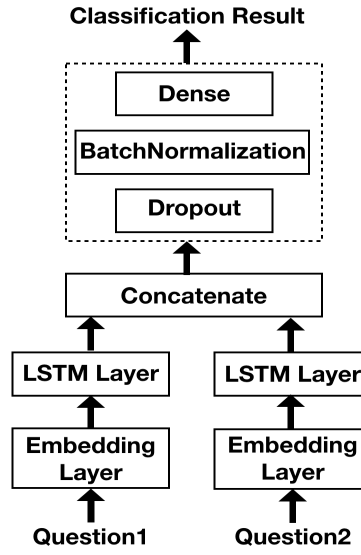 Classification Result
Dense
BatchNormalization
Dropout
Concatenate
LSTM Layer
LSTM Layer
Embedding
Layer
Embedding
Layer
Question1
Question2